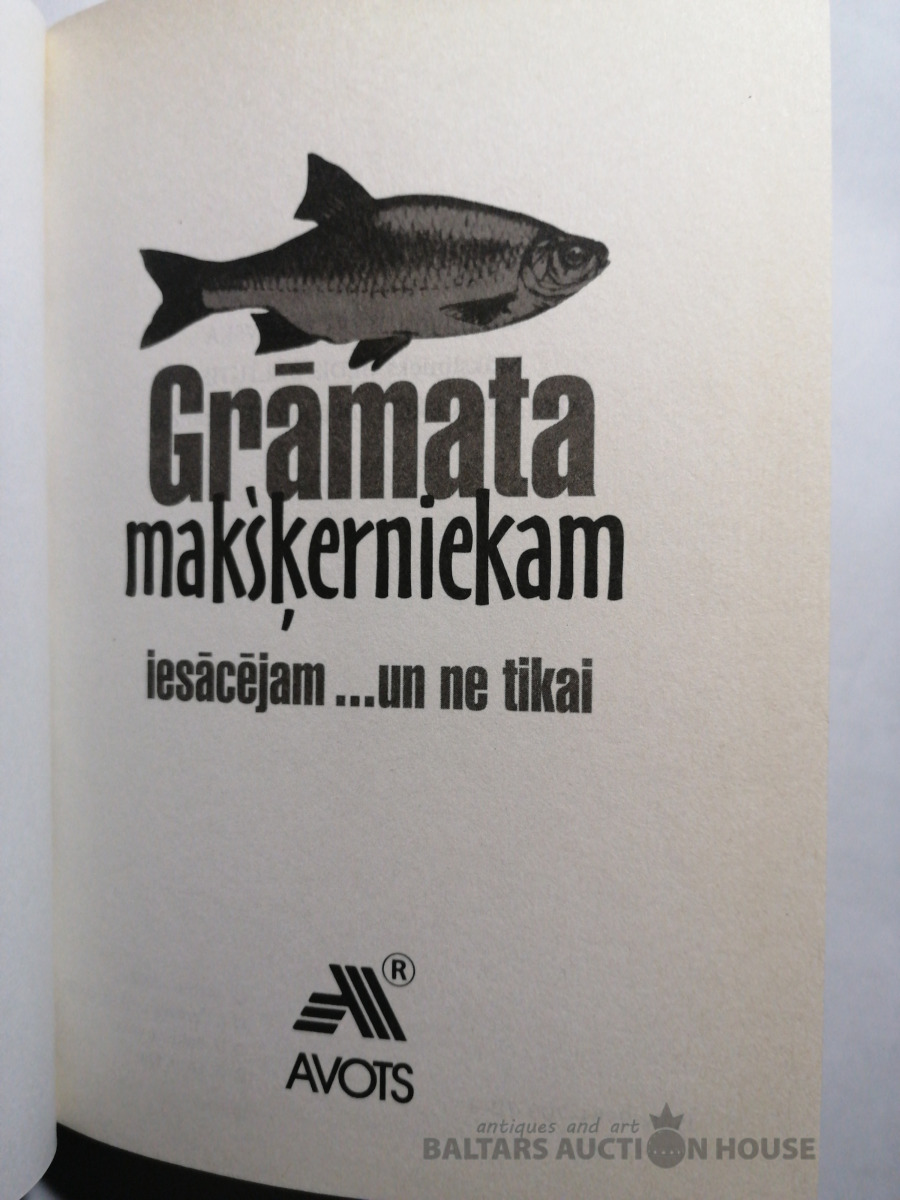 Grāmata
makšķerniekam
iesācējam ...un ne tikai
®
AVOTS
antiques and art
BALTARS AUCTION HOUSE